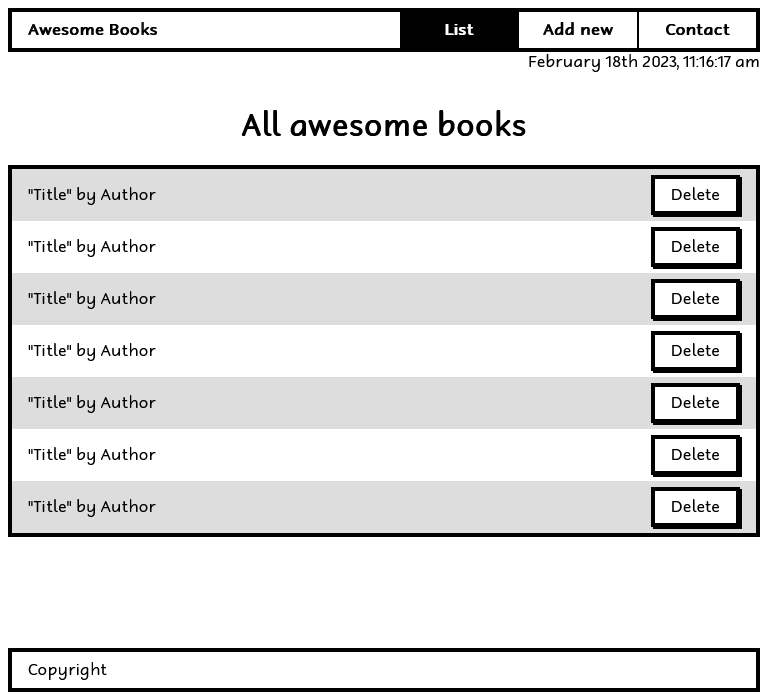 Awesome Books List Add new Contact
February 18th 2023, 11:16:17 am
All awesome books
"Title" by Author Delete
"Title" by Author Delete
"Title" by Author Delete
"Title" by Author Delete
"Title" by Author Delete
"Title" by Author Delete
"Title" by Author Delete
Copyright